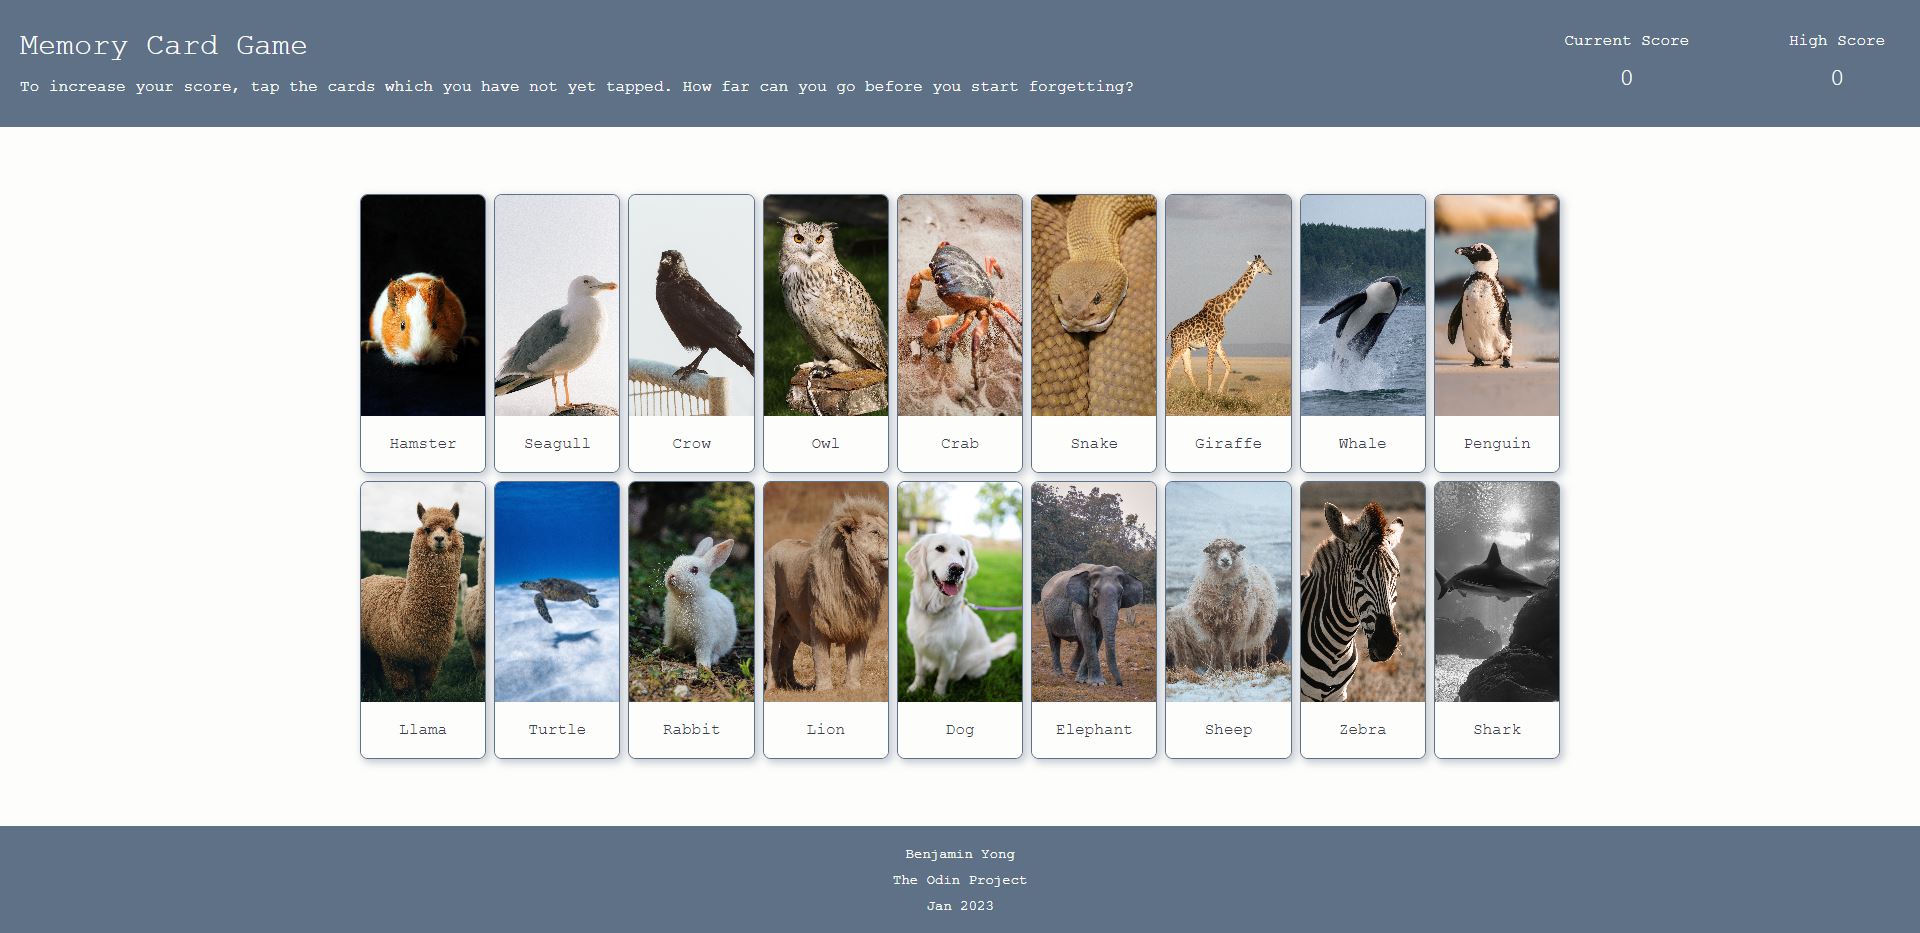 Memory Card Game
To increase your score, tap the cards which you have not yet tapped. How far can you go before you start forgetting?
Current Score
0
High Score
0
Hamster
Seagull
Crow
Owl
Crab
Snake
Giraffe
Whale
Penguin
Llama
Turtle
Rabbit
Lion
Dog
Elephant
Sheep
Zebra
Shark
Benjamin Yong
The Odin Project
Jan 2023